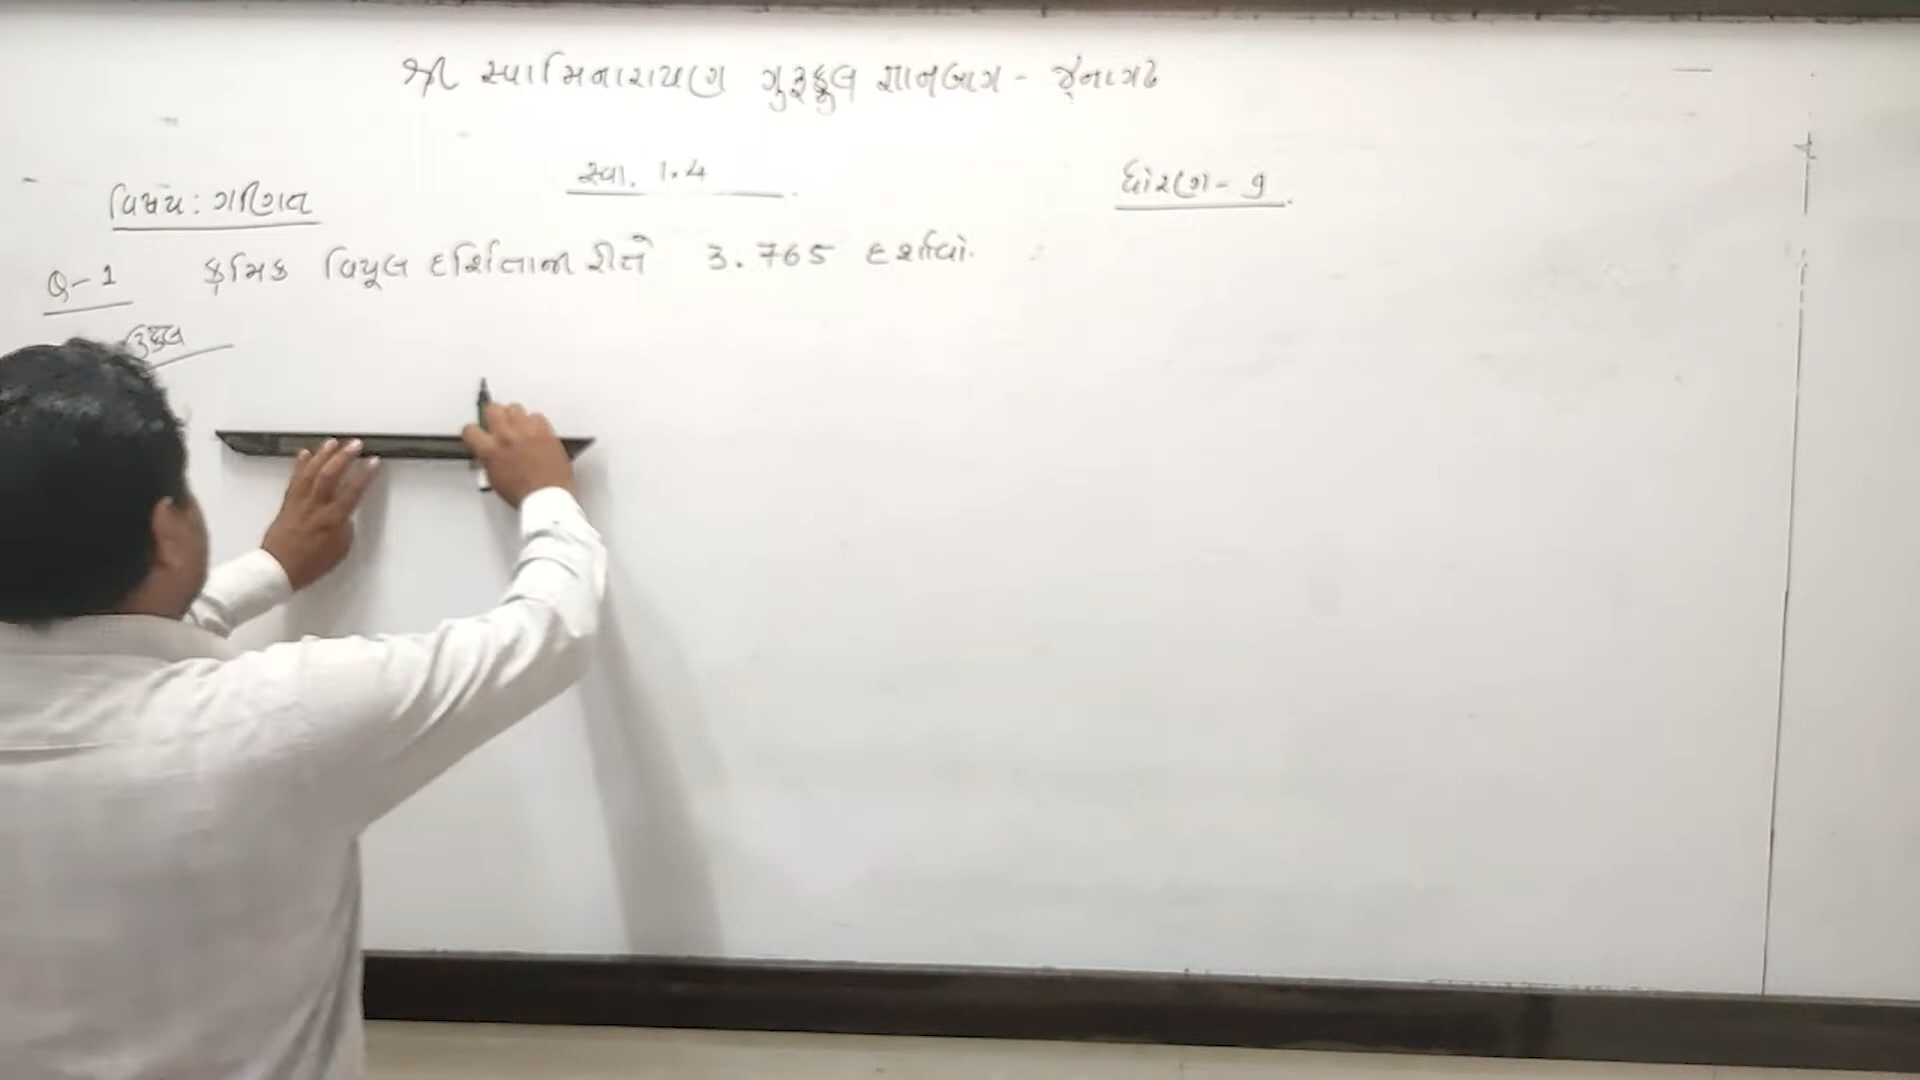 શ્રી સ્વામિનારાયણ ગુરૂકુલ જ્ઞાનબાગ - જૂનાગઢ
વિષય : ગણિત
સ્વા. 1.4
ધોરણ - 9
Q-1 ક્રમિક વિપૂલ દર્શિતાની રીતે 3.765 દર્શાવો.
ઉકેલ